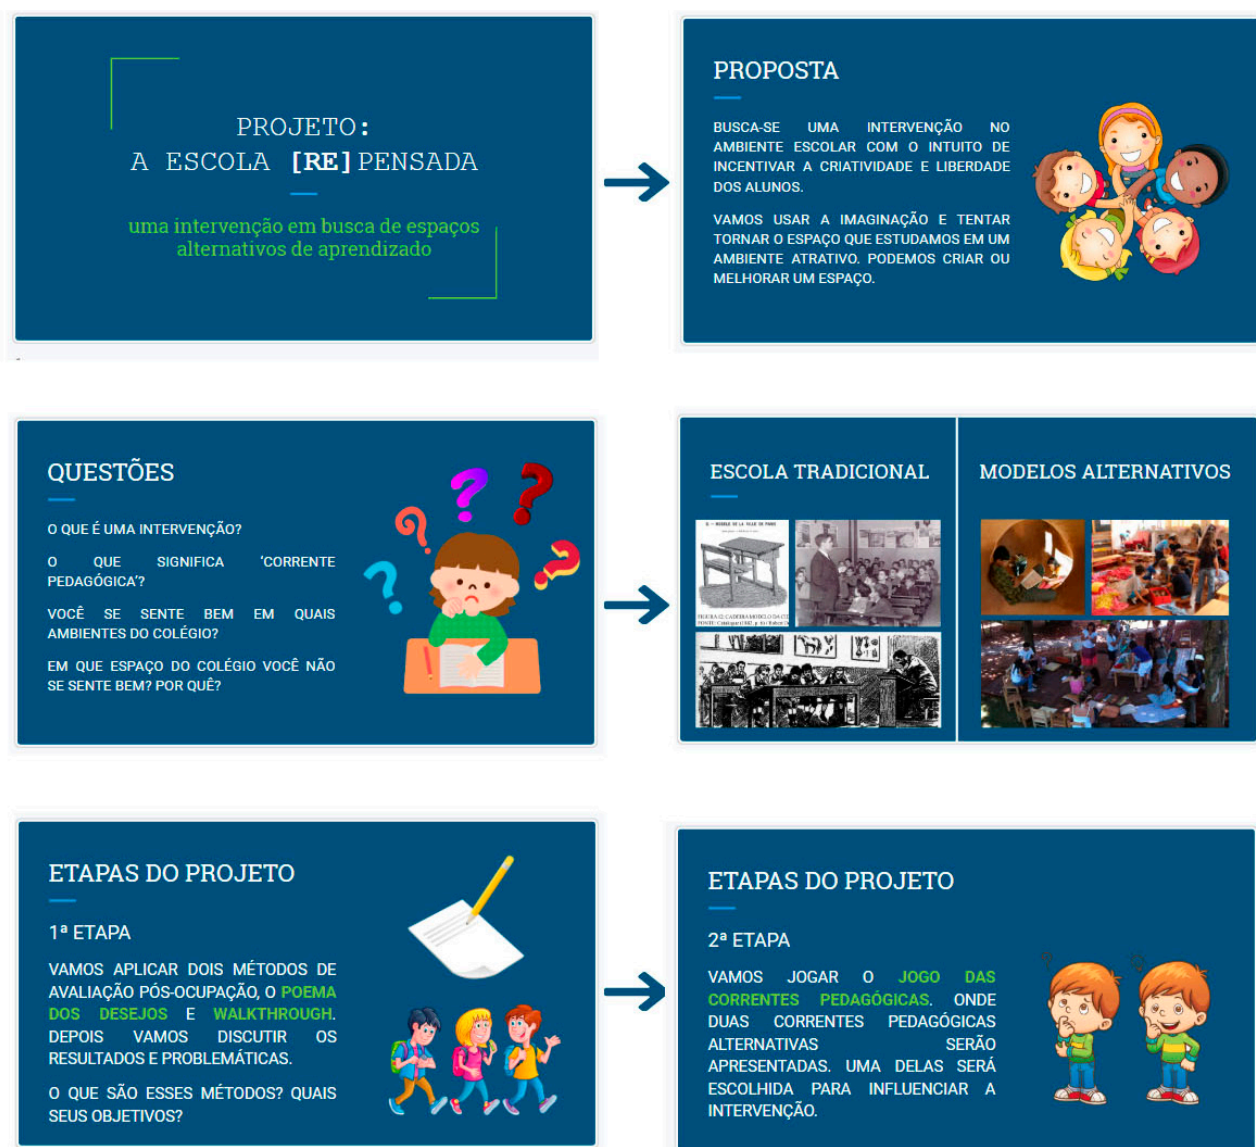 PROJETO:
A ESCOLA [RE]PENSADA
uma intervenção em busca de espaços
alternativos de aprendizado
PROPOSTA
BUSCA-SE UMA INTERVENÇÃO NO
AMBIENTE ESCOLAR COM O INTUITO DE
INCENTIVAR A CRIATIVIDADE E LIBERDADE
DOS ALUNOS.
VAMOS USAR A IMAGINAÇÃO E TENTAR
TORNAR O ESPAÇO QUE ESTUDAMOS EM UM
AMBIENTE ATRATIVO. PODEMOS CRIAR OU
MELHORAR UM ESPAÇO.
QUESTÕES
O QUE É UMA INTERVENÇÃO?
O QUE SIGNIFICA 'CORRENTE
PEDAGÓGICA'?
VOCÊ SE SENTE BEM EM QUAIS
AMBIENTES DO COLÉGIO?
EM QUE ESPAÇO DO COLÉGIO VOCÊ NÃO
SE SENTE BEM? POR QUÊ?
ESCOLA TRADICIONAL
MODELOS ALTERNATIVOS
ETAPAS DO PROJETO
1ª ETAPA
VAMOS APLICAR DOIS MÉTODOS DE
AVALIAÇÃO PÓS-OCUPAÇÃO, O POEMA
DOS DESEJOS E WALKTHROUGH.
DEPOIS VAMOS DISCUTIR OS
RESULTADOS E PROBLEMÁTICAS.
O QUE SÃO ESSES MÉTODOS? QUAIS
SEUS OBJETIVOS?
ETAPAS DO PROJETO
2ª ETAPA
VAMOS JOGAR O JOGO DAS
CORRENTES PEDAGÓGICAS. ONDE
DUAS CORRENTES PEDAGÓGICAS
ALTERNATIVAS SERÃO
APRESENTADAS. UMA DELAS SERÁ
ESCOLHIDA PARA INFLUENCIAR A
INTERVENÇÃO.